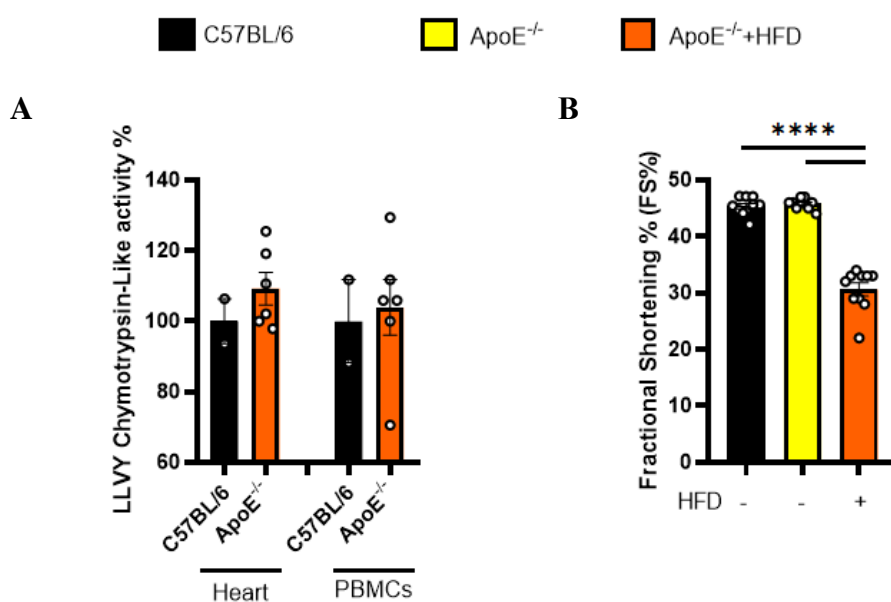 C57BL/6 ApoE-/- ApoE-/-+HFD
A
LLVY Chymotrypsin-Like activity %
140
120
100
80
60
C57BL/6 ApoE-/- C57BL/6 ApoE-/-
Heart PBMCs
B
****
Fractional Shortening % (FS%)
50
40
30
20
10
0
HFD - - +